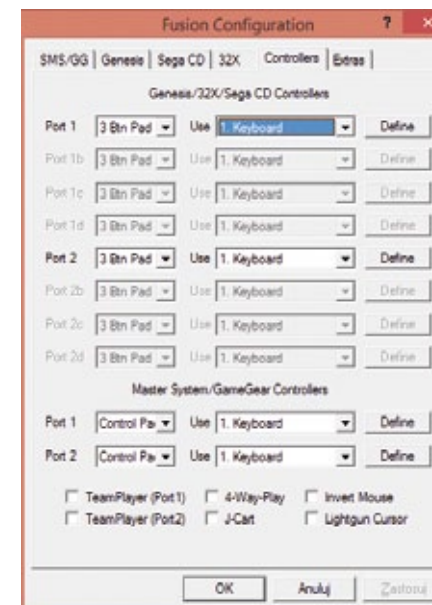 Fusion Configuration ? ×
SMS/GG Genesis Sega CD 32X Controllers Extras
Genesis/32X/Sega CD Controllers
Port 1 3 Btn Pad Use 1. Keyboard Define
Port 1b 3 Btn Pad Use 1. Keyboard Define
Port 1c 3 Btn Pad Use 1. Keyboard Define
Port 1d 3 Btn Pad Use 1. Keyboard Define
Port 2 3 Btn Pad Use 1. Keyboard Define
Port 2b 3 Btn Pad Use 1. Keyboard Define
Port 2c 3 Btn Pad Use 1. Keyboard Define
Port 2d 3 Btn Pad Use 1. Keyboard Define
Master System/GameGear Controllers
Port 1 Control Pa Use 1. Keyboard Define
Port 2 Control Pa Use 1. Keyboard Define
TeamPlayer (Port1) 4-Way-Play Invert Mouse
TeamPlayer (Port2) J-Cart Lightgun Cursor
OK Anuluj Zastosuj